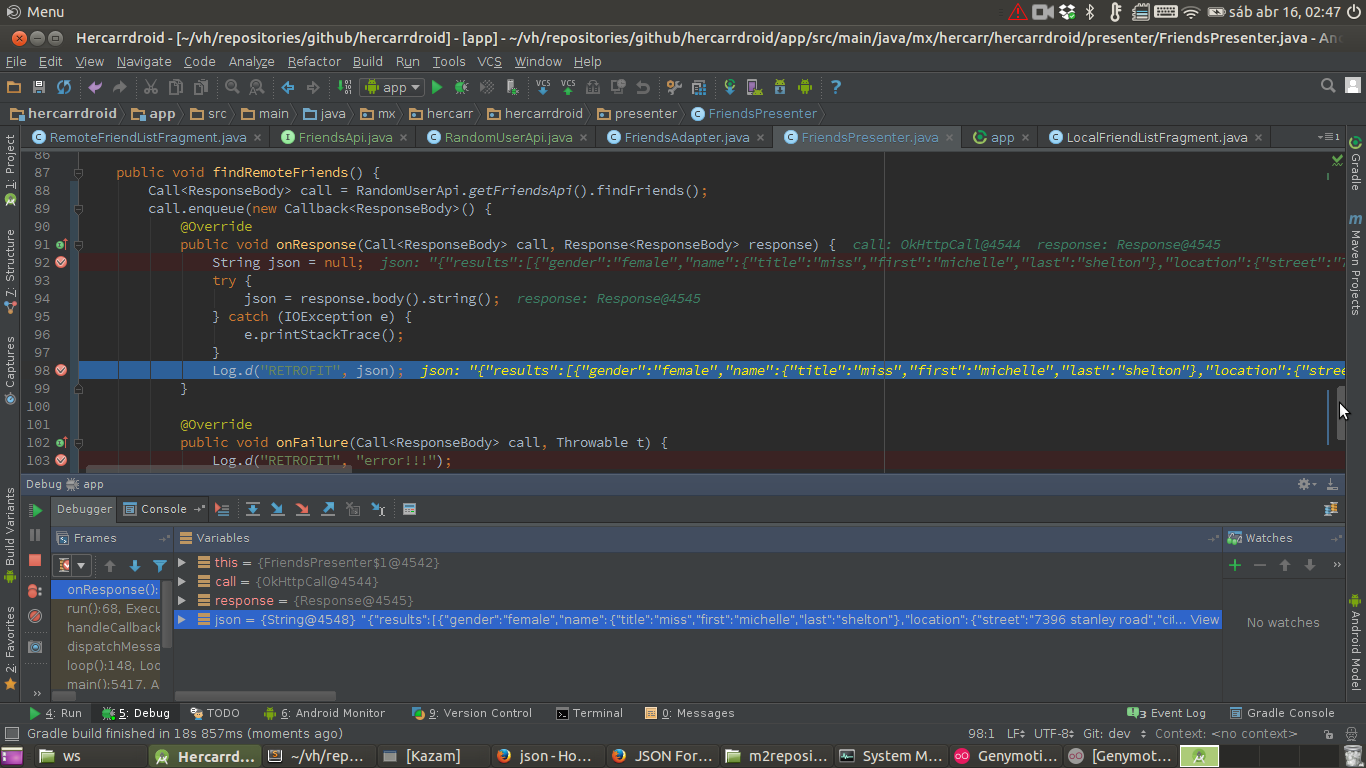 Menu
sáb abr 16, 02:47
Hercarrdroid - [~/vh/repositories/github/hercarrdroid] - [app] - ~/vh/repositories/github/hercarrdroid/app/src/main/java/mx/hercarr/hercarrdroid/presenter/FriendsPresenter.java - An
File Edit View Navigate Code Analyze Refactor Build Run Tools VCS Window Help
app
hercarrdroid app src main java mx hercarr hercarrdroid presenter FriendsPresenter
RemoteFriendListFragment.java FriendsApi.java RandomUserApi.java FriendsAdapter.java FriendsPresenter.java app LocalFriendListFragment.java
1: Project
7: Structure
Captures
Build Variants
2: Favorites
Gradle
Maven Projects
Android Model
86
87 public void findRemoteFriends() {
88 Call<ResponseBody> call = RandomUserApi.getFriendsApi().findFriends();
89 call.enqueue(new Callback<ResponseBody>() {
90 @Override
91 public void onResponse(Call<ResponseBody> call, Response<ResponseBody> response) { call: OkHttpCall@4544 response: Response@4545
92 String json = null; json: "{"results":[{"gender":"female","name":{"title":"miss","first":"michelle","last":"shelton"},"location":{"street":"7
93 try {
94 json = response.body().string(); response: Response@4545
95 } catch (IOException e) {
96 e.printStackTrace();
97 }
98 Log.d("RETROFIT", json); json: "{"results":[{"gender":"female","name":{"title":"miss","first":"michelle","last":"shelton"},"location":{"stree
99 }
100
101 @Override
102 public void onFailure(Call<ResponseBody> call, Throwable t) {
103 Log.d("RETROFIT", "error!!!");
Debug app
Debugger Console
Frames
Variables
Watches
onResponse():
run():68, Execu
handleCallback
dispatchMessa
loop():148, Loo
main():5417, A
this = {FriendsPresenter$1@4542}
call = {OkHttpCall@4544}
response = {Response@4545}
json = {String@4548} "{"results":[{"gender":"female","name":{"title":"miss","first":"michelle","last":"shelton"},"location":{"street":"7396 stanley road","cit... View
No watches
4: Run 5: Debug TODO 6: Android Monitor 9: Version Control Terminal 0: Messages 3 Event Log Gradle Console
Gradle build finished in 18s 857ms (moments ago)
98:1 LF UTF-8 Git: dev Context: <no context>
ws Hercarrd... ~/vh/rep... [Kazam] json - Ho... JSON For... m2reposi... System M... Genymoti... [Genymot...